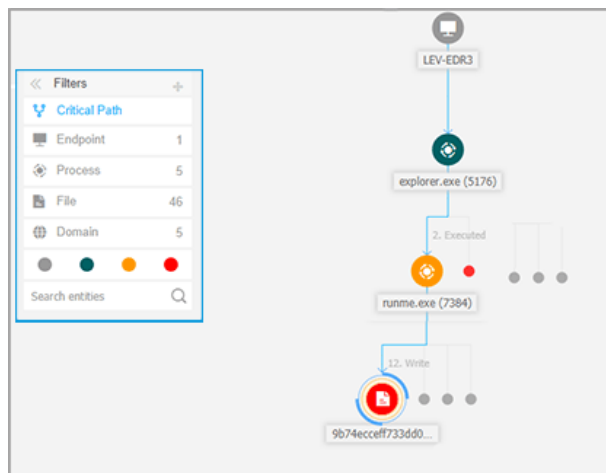 LEV-EDR3
Filters
Critical Path
Endpoint 1
Process 5
File 46
Domain 5
Search entities
explorer.exe (5176)
2. Executed
runme.exe (7384)
12. Write
9b74ecceff733dd0...